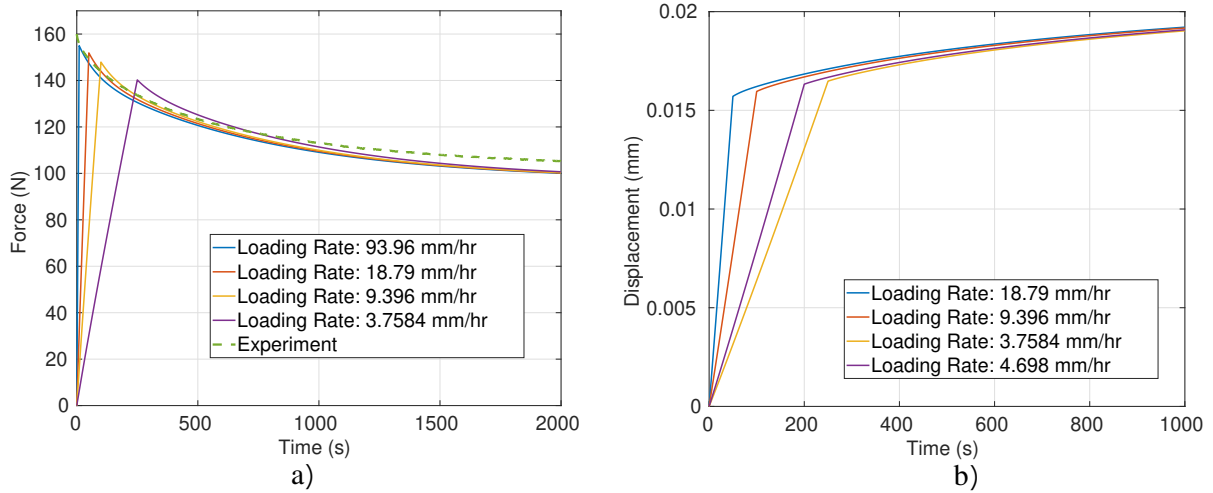 160
140
120
100
80
60
40
20
0
Force (N)
Loading Rate: 93.96 mm/hr
Loading Rate: 18.79 mm/hr
Loading Rate: 9.396 mm/hr
Loading Rate: 3.7584 mm/hr
Experiment
0 500 1000 1500 2000
Time (s)
a)
0.02
0.015
0.01
0.005
0
Displacement (mm)
Loading Rate: 18.79 mm/hr
Loading Rate: 9.396 mm/hr
Loading Rate: 3.7584 mm/hr
Loading Rate: 4.698 mm/hr
0 200 400 600 800 1000
Time (s)
b)